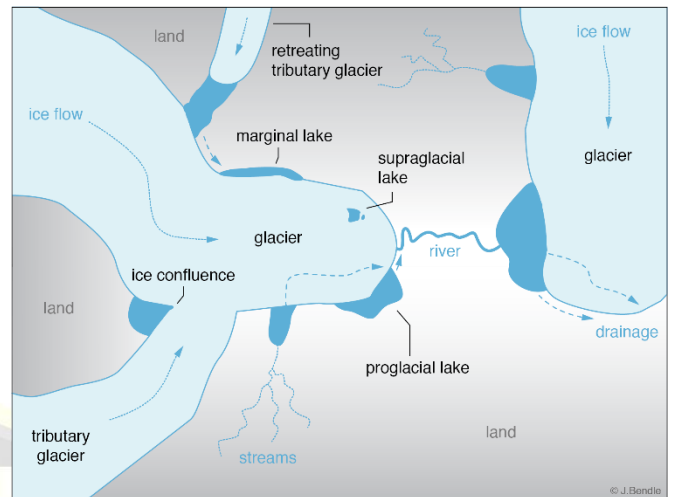 land
retreating
tributary glacier
ice flow
ice flow
marginal lake
supraglacial
lake
glacier
glacier
river
ice confluence
land
drainage
proglacial lake
tributary
glacier
streams
land
© J.Bendle